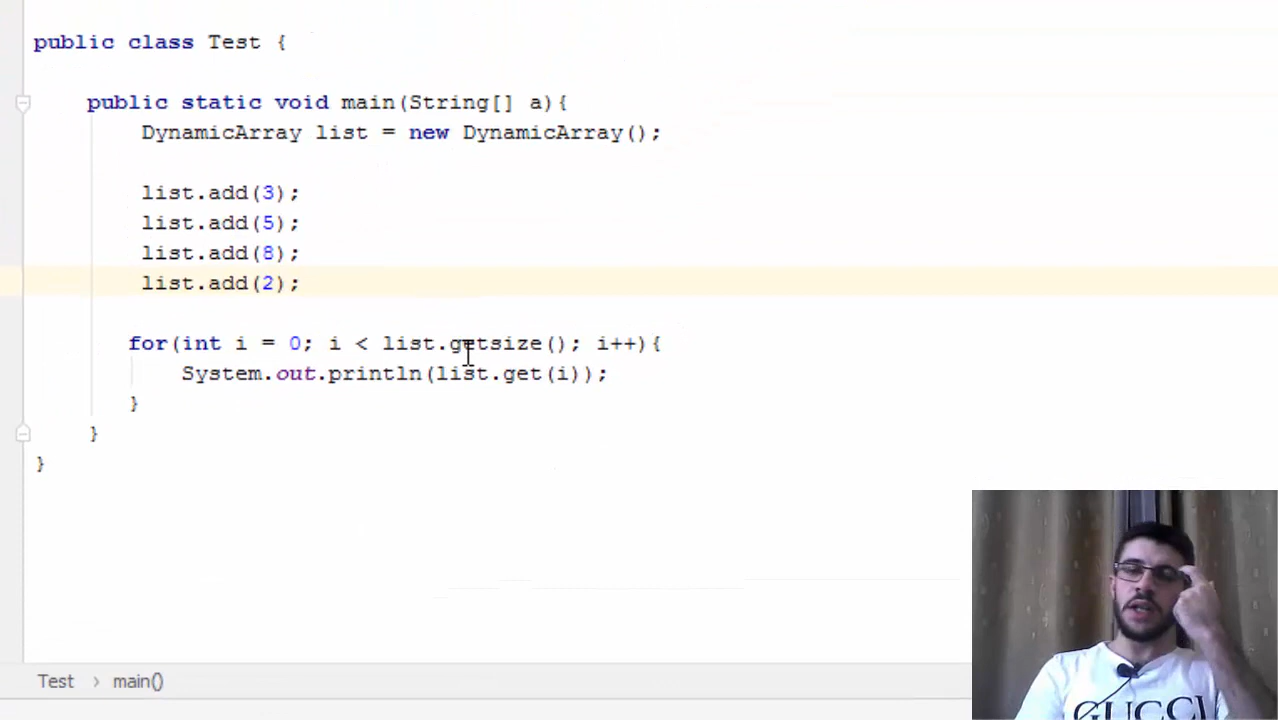 public class Test {
public static void main(String[] a){
DynamicArray list = new DynamicArray();
list.add(3);
list.add(5);
list.add(8);
list.add(2);
for(int i = 0; i < list.getsize(); i++){
System.out.println(list.get(i));
}
}
}
GUCCI
Test > main()